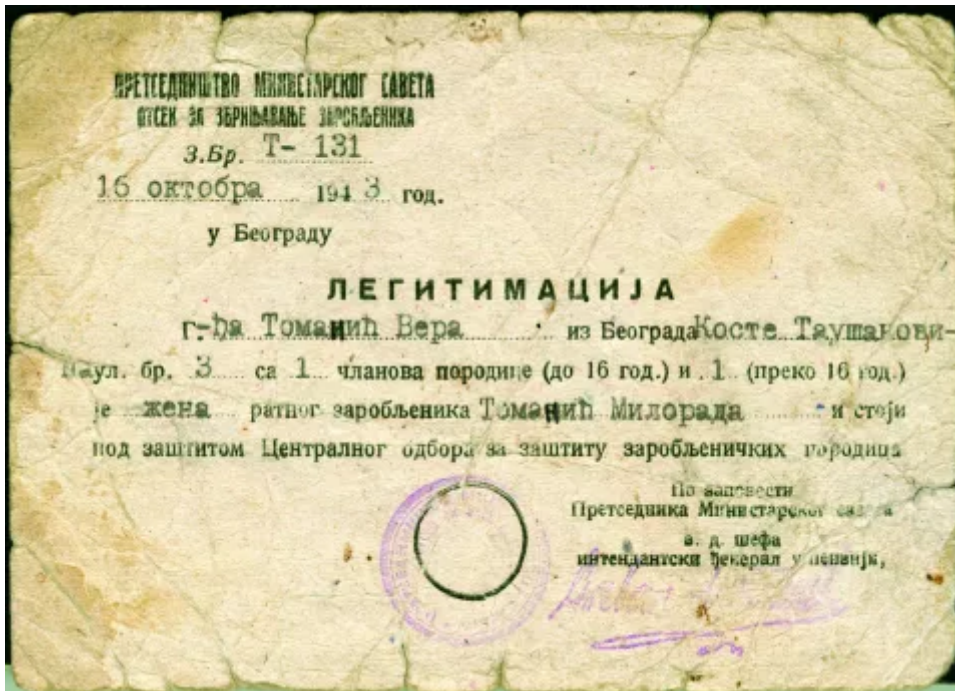 ПРЕТСЕДНИШТВО МИНИСТАРСКОГ САВЕТА
ОТСЕК ЗА ЗБРИЊАВАЊЕ ЗАРОБЉЕНИКА
З.Бр. Т- 131
16 октобра 1943 год.
у Београду
ЛЕГИТИМАЦИЈА
г-ђа Томанић Вера из Београда Косте Таушанови-
ћа ул. бр. 3 са 1 чланова породице (до 16 год.) и 1 (преко 16 год.)
је жена ратног заробљеника Томанић Милорада и стоји
под заштитом Централног одбора за заштиту заробљеничких породица
По заповести
Претседника Министарског савета
в. д. шефа
интендантски ђенерал у пензији,